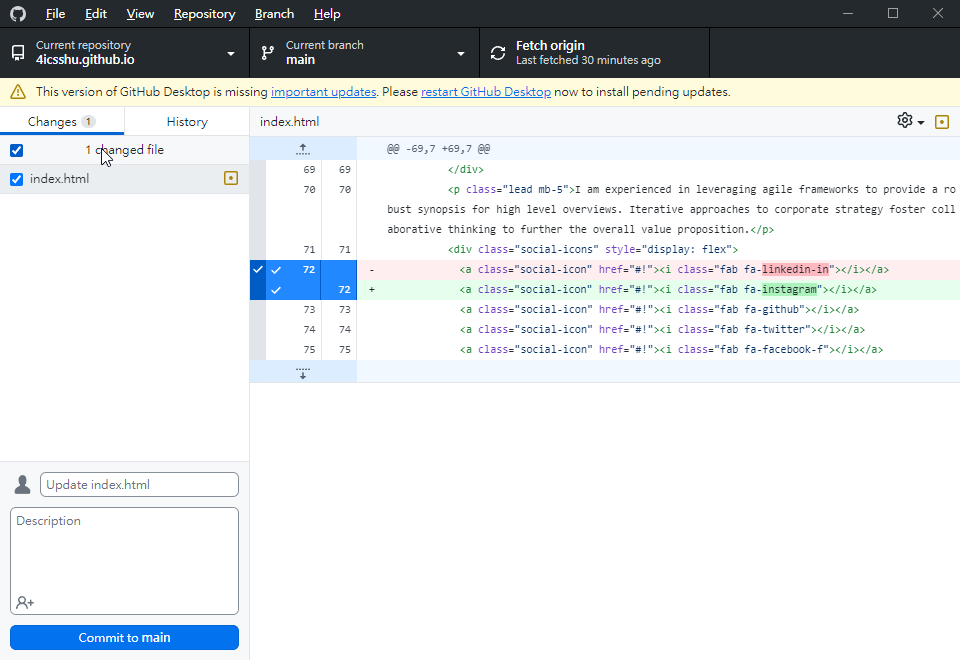 File Edit View Repository Branch Help
Current repository
4icsshu.github.io
Current branch
main
Fetch origin
Last fetched 30 minutes ago
This version of GitHub Desktop is missing important updates. Please restart GitHub Desktop now to install pending updates.
Changes 1 History
1 changed file
index.html
Update index.html
Description
Commit to main
index.html
@@ -69,7 +69,7 @@
69 69 </div>
70 70 <p class="lead mb-5">I am experienced in leveraging agile frameworks to provide a ro
bust synopsis for high level overviews. Iterative approaches to corporate strategy foster coll
aborative thinking to further the overall value proposition.</p>
71 71 <div class="social-icons" style="display: flex">
72 - <a class="social-icon" href="#!"><i class="fab fa-linkedin-in"></i></a>
72 + <a class="social-icon" href="#!"><i class="fab fa-instagram"></i></a>
73 73 <a class="social-icon" href="#!"><i class="fab fa-github"></i></a>
74 74 <a class="social-icon" href="#!"><i class="fab fa-twitter"></i></a>
75 75 <a class="social-icon" href="#!"><i class="fab fa-facebook-f"></i></a>